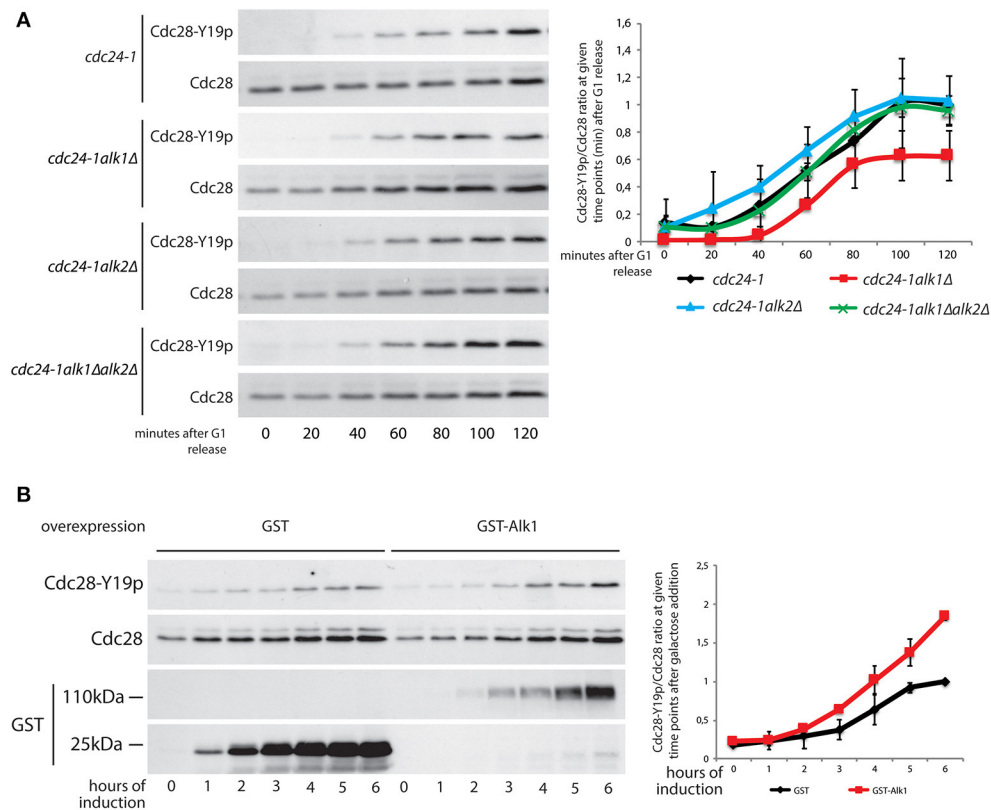 A
cdc24-1
Cdc28-Y19p
Cdc28
cdc24-1alk1Δ
Cdc28-Y19p
Cdc28
cdc24-1alk2Δ
Cdc28-Y19p
Cdc28
cdc24-1alk1Δalk2Δ
Cdc28-Y19p
Cdc28
minutes after G1
release
0 20 40 60 80 100 120
Cdc28-Y19p/Cdc28 ratio at given
time points (min) after G1 release
1,6
1,4
1,2
1
0,8
0,6
0,4
0,2
0
minutes after G1
release
0 20 40 60 80 100 120
cdc24-1
cdc24-1alk1Δ
cdc24-1alk2Δ
cdc24-1alk1Δalk2Δ
B
overexpression GST GST-Alk1
Cdc28-Y19p
Cdc28
GST
110kDa
25kDa
hours of
induction
0 1 2 3 4 5 6 0 1 2 3 4 5 6
Cdc28-Y19p/Cdc28 ratio at given
time points after galactose addition
2,5
2
1,5
1
0,5
0
hours of
induction
0 1 2 3 4 5 6
GST
GST-Alk1